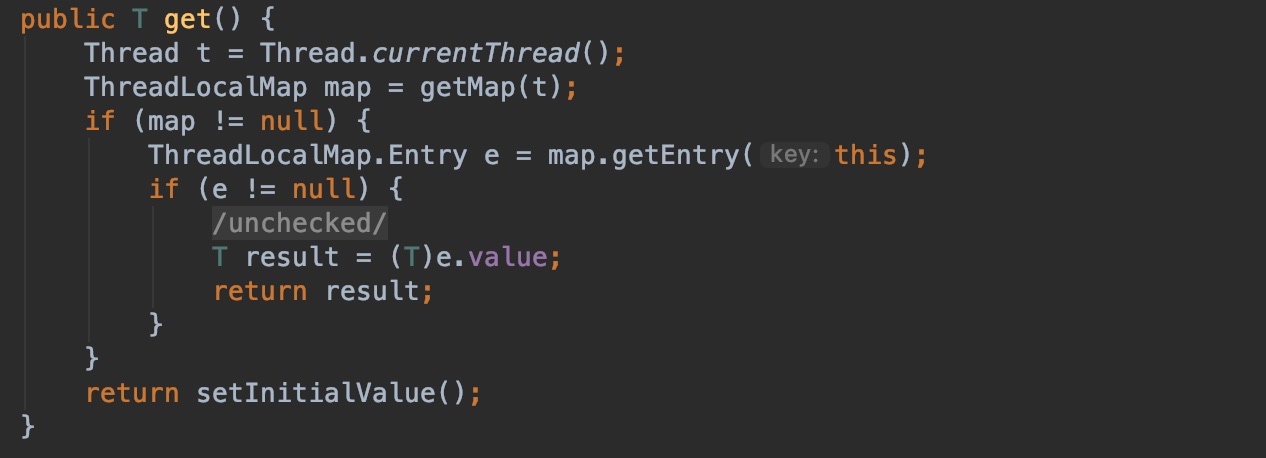 public T get() {
Thread t = Thread.currentThread();
ThreadLocalMap map = getMap(t);
if (map != null) {
ThreadLocalMap.Entry e = map.getEntry( key: this);
if (e != null) {
/unchecked/
T result = (T)e.value;
return result;
}
}
return setInitialValue();
}